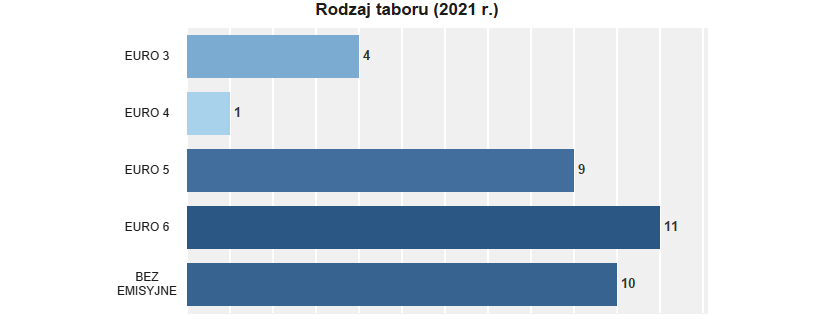 Rodzaj taboru (2021 r.)
EURO 3
4
EURO 4
1
EURO 5
9
EURO 6
11
BEZ
EMISYJNE
10